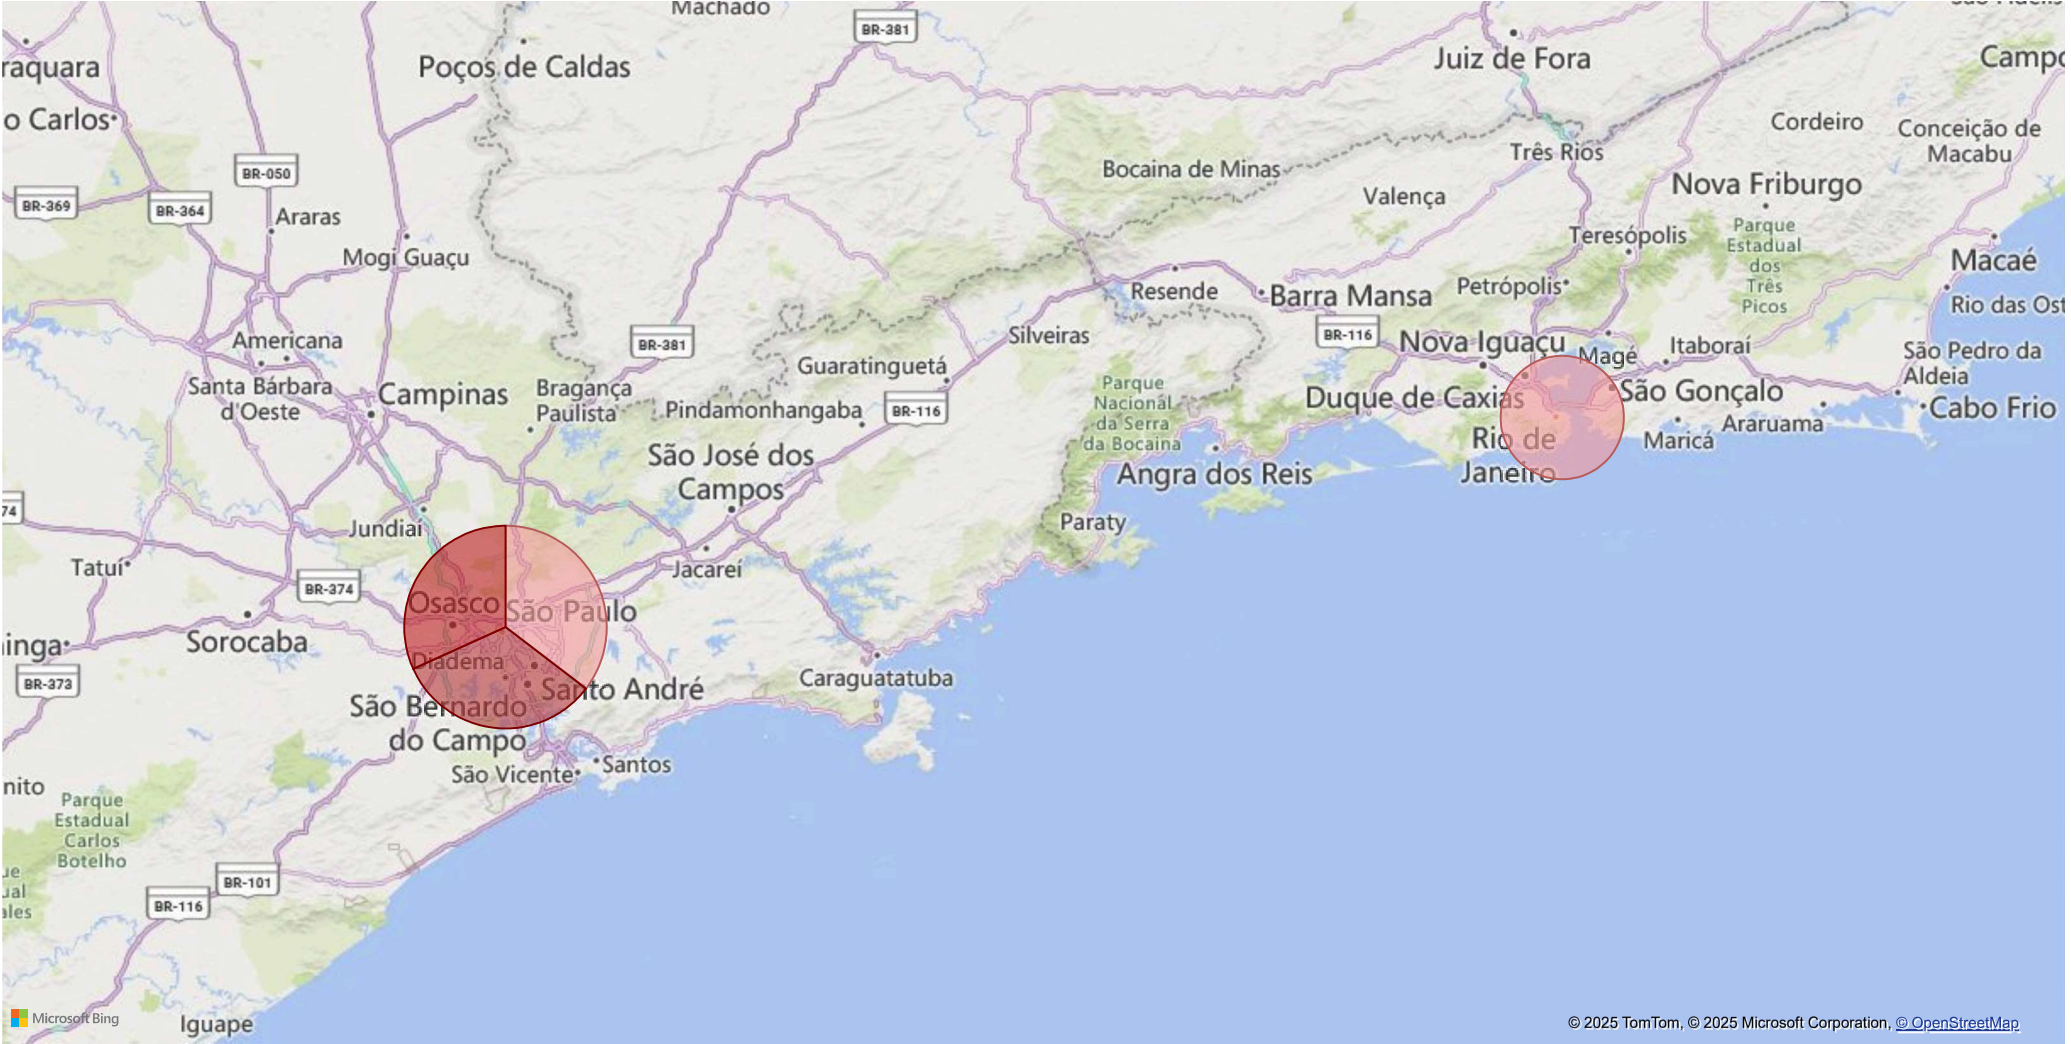 Machado
BR-381
Juiz de Fora
Poços de Caldas
raquara
Campo
o Carlos
Cordeiro
Conceição de
Macabu
Três Rios
BR-050
Bocaina de Minas
Nova Friburgo
Valença
BR-369
BR-364
Araras
Parque
Estadual
dos
Três
Picos
Teresópolis
Mogi Guaçu
Macaé
Resende
Barra Mansa
Petrópolis
Rio das Ost
Silveiras
BR-116
Nova Iguaçu
Americana
BR-381
Magé
Itaboraí
São Pedro da
Aldeia
Guaratinguetá
Santa Bárbara
d'Oeste
Campinas
Bragança
Paulista
Parque
Nacional
da Serra
da Bocaina
Duque de Caxias
São Gonçalo
Pindamonhangaba
BR-116
Cabo Frio
Araruama
Rio de
Janeiro
Maricá
São José dos
Campos
Angra dos Reis
74
Jundiaí
Paraty
Tatuí
Jacareí
BR-374
Osasco
São Paulo
Sorocaba
inga
Diadema
BR-373
Santo André
Caraguatatuba
São Bernardo
do Campo
São Vicente
Santos
nito
Parque
Estadual
Carlos
Botelho
ue
ual
ales
BR-101
BR-116
Iguape
Microsoft Bing
© 2025 TomTom, © 2025 Microsoft Corporation, © OpenStreetMap